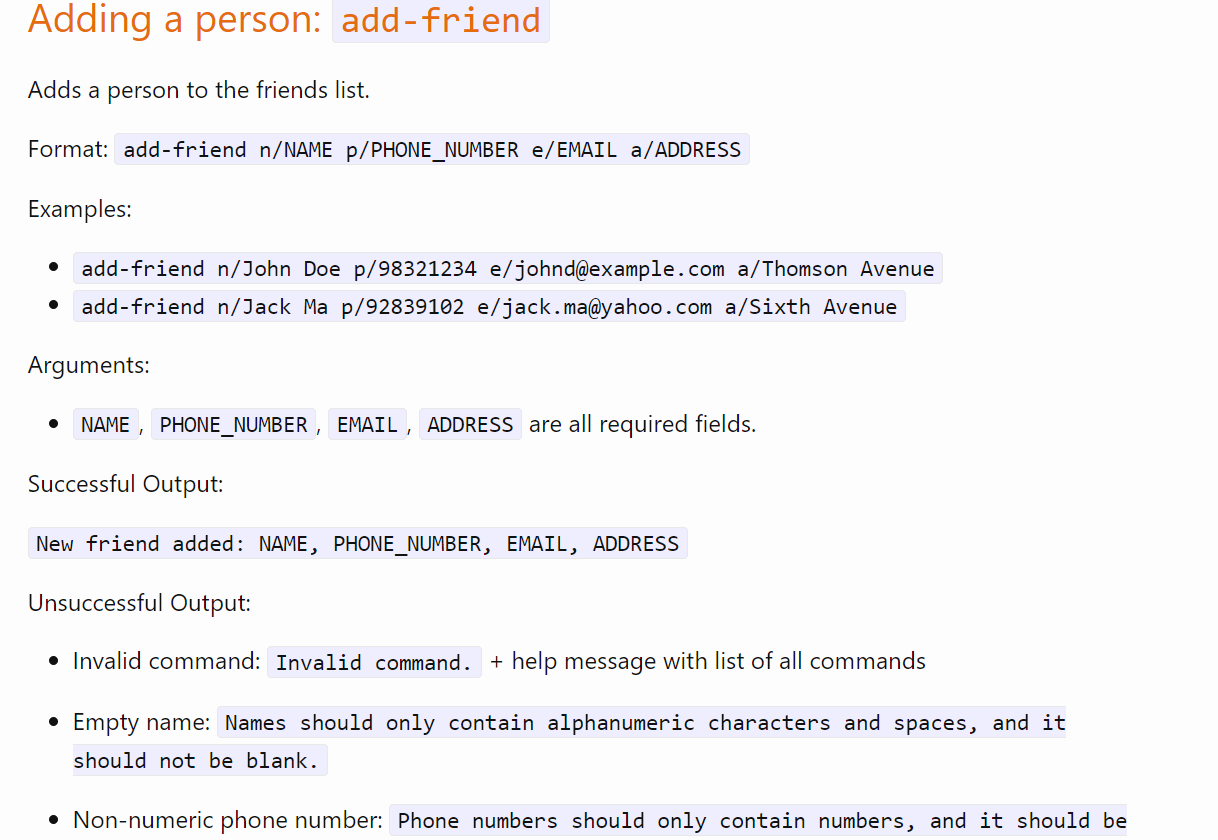 Adding a person: add-friend
Adds a person to the friends list.
Format: add-friend n/NAME p/PHONE_NUMBER e/EMAIL a/ADDRESS
Examples:
add-friend n/John Doe p/98321234 e/johnd@example.com a/Thomson Avenue
add-friend n/Jack Ma p/92839102 e/jack.ma@yahoo.com a/Sixth Avenue
Arguments:
NAME, PHONE_NUMBER, EMAIL, ADDRESS are all required fields.
Successful Output:
New friend added: NAME, PHONE_NUMBER, EMAIL, ADDRESS
Unsuccessful Output:
Invalid command: Invalid command. + help message with list of all commands
Empty name: Names should only contain alphanumeric characters and spaces, and it
should not be blank.
Non-numeric phone number: Phone numbers should only contain numbers, and it should be